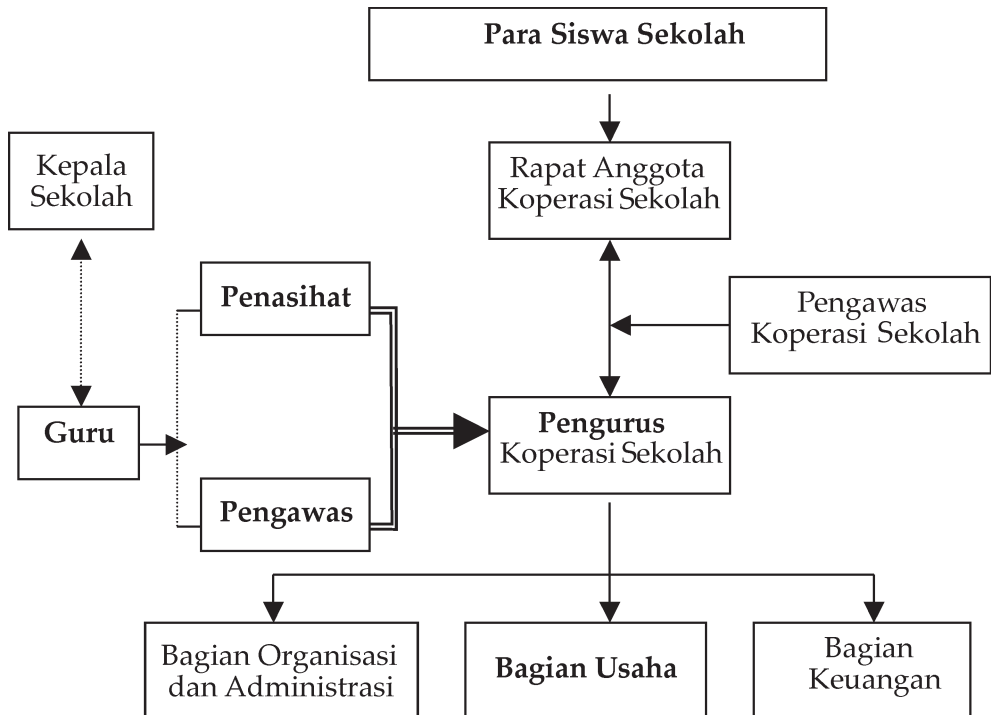 Para Siswa Sekolah
Kepala
Sekolah
Rapat Anggota
Koperasi Sekolah
Penasihat
Pengawas
Koperasi Sekolah
Guru
Pengurus
Koperasi Sekolah
Pengawas
Bagian Organisasi
dan Administrasi
Bagian Usaha
Bagian
Keuangan